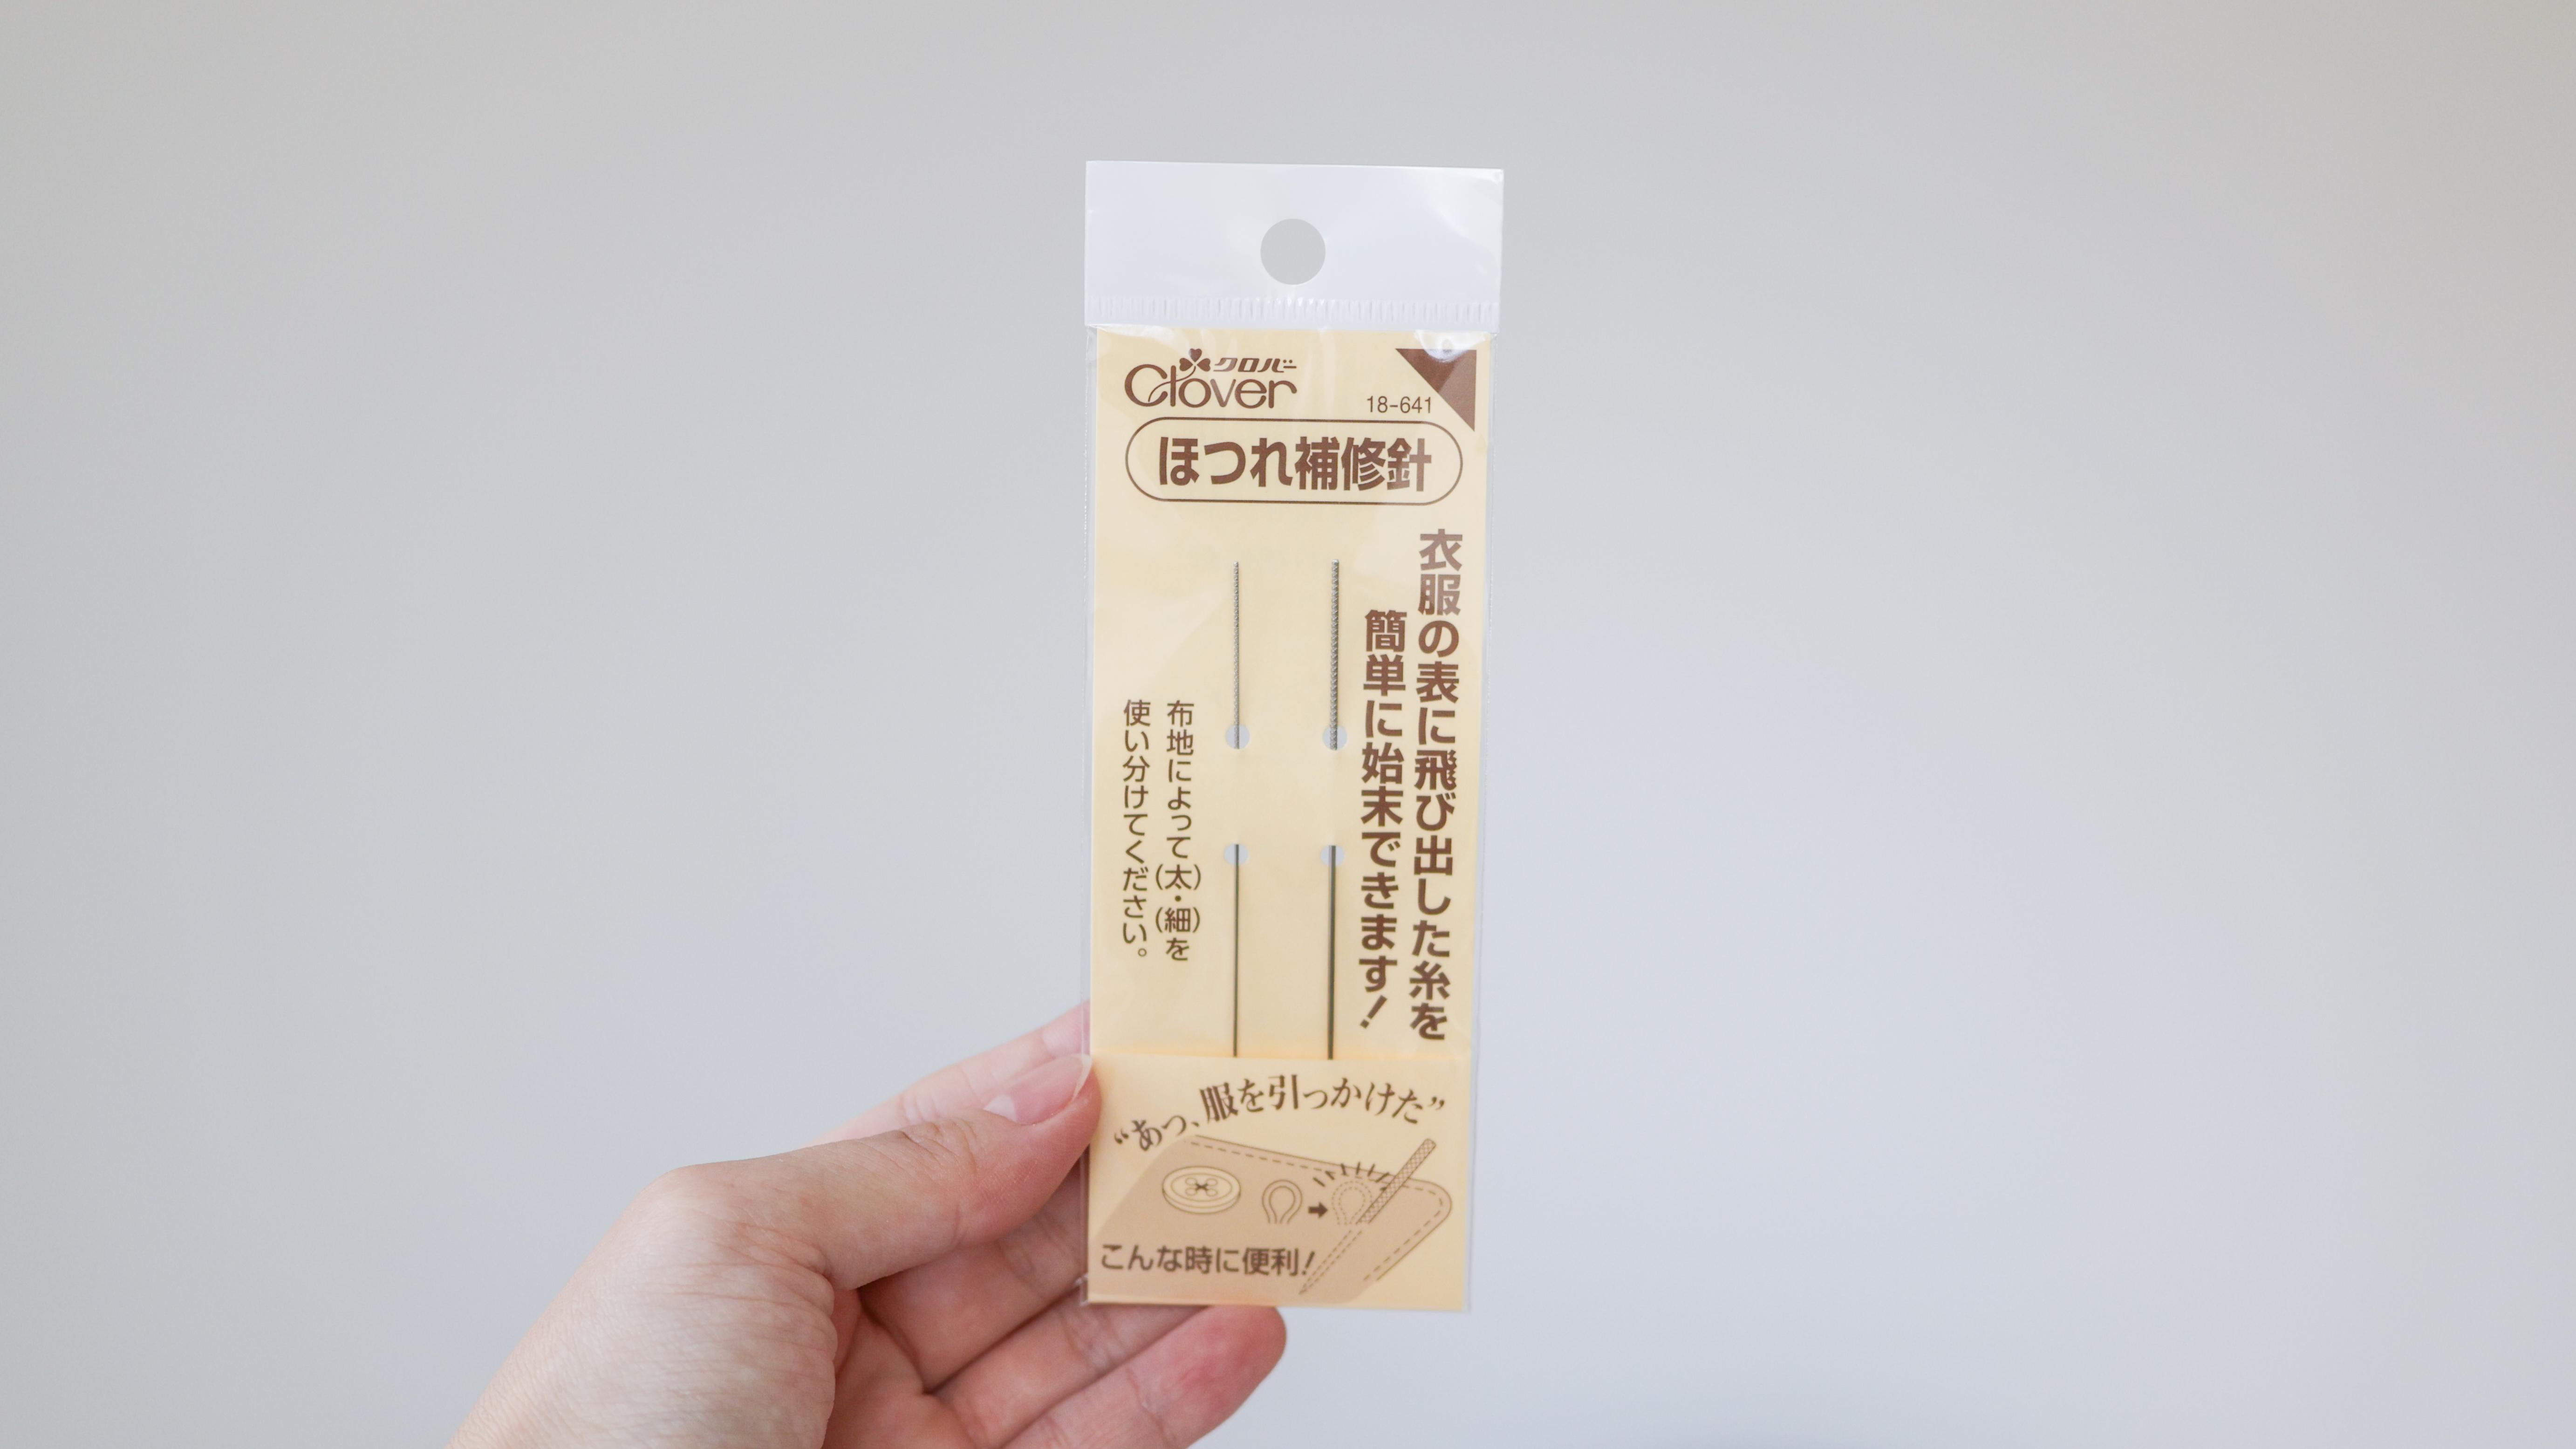 クロバー
Clover
18-641
ほつれ補修針
衣服の表に飛び出した糸を
簡単に始末できます!
布地によって(太)・(細)を
使い分けてください。
“あっ、服を引っかけた”
こんな時に便利!